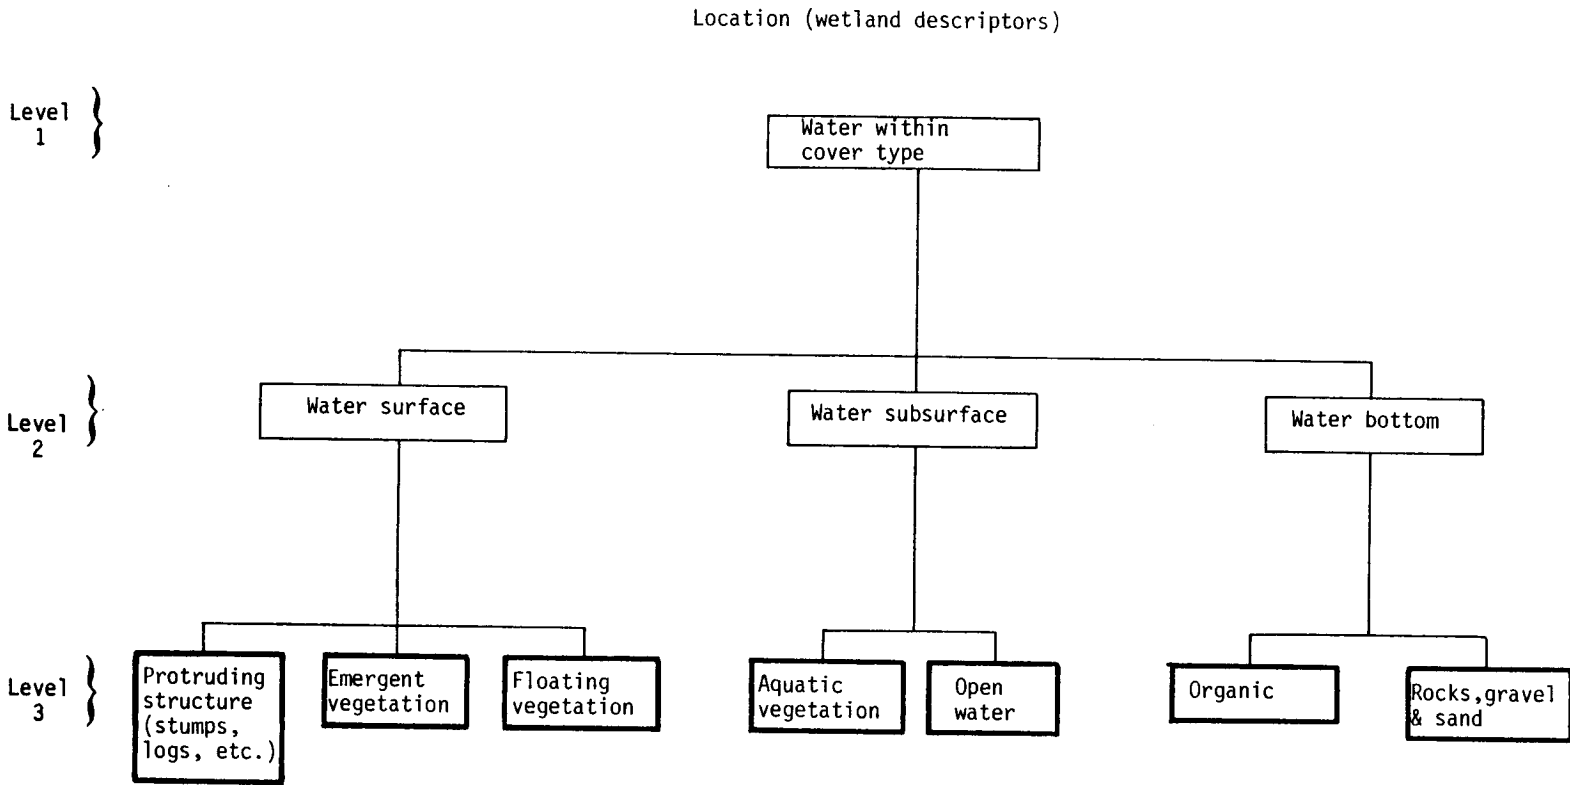 Location (wetland descriptors)
Level
1
Water within
cover type
Level
2
Water surface
Water subsurface
Water bottom
Level
3
Protruding
structure
(stumps,
logs, etc.)
Emergent
vegetation
Floating
vegetation
Aquatic
vegetation
Open
water
Organic
Rocks,gravel
& sand